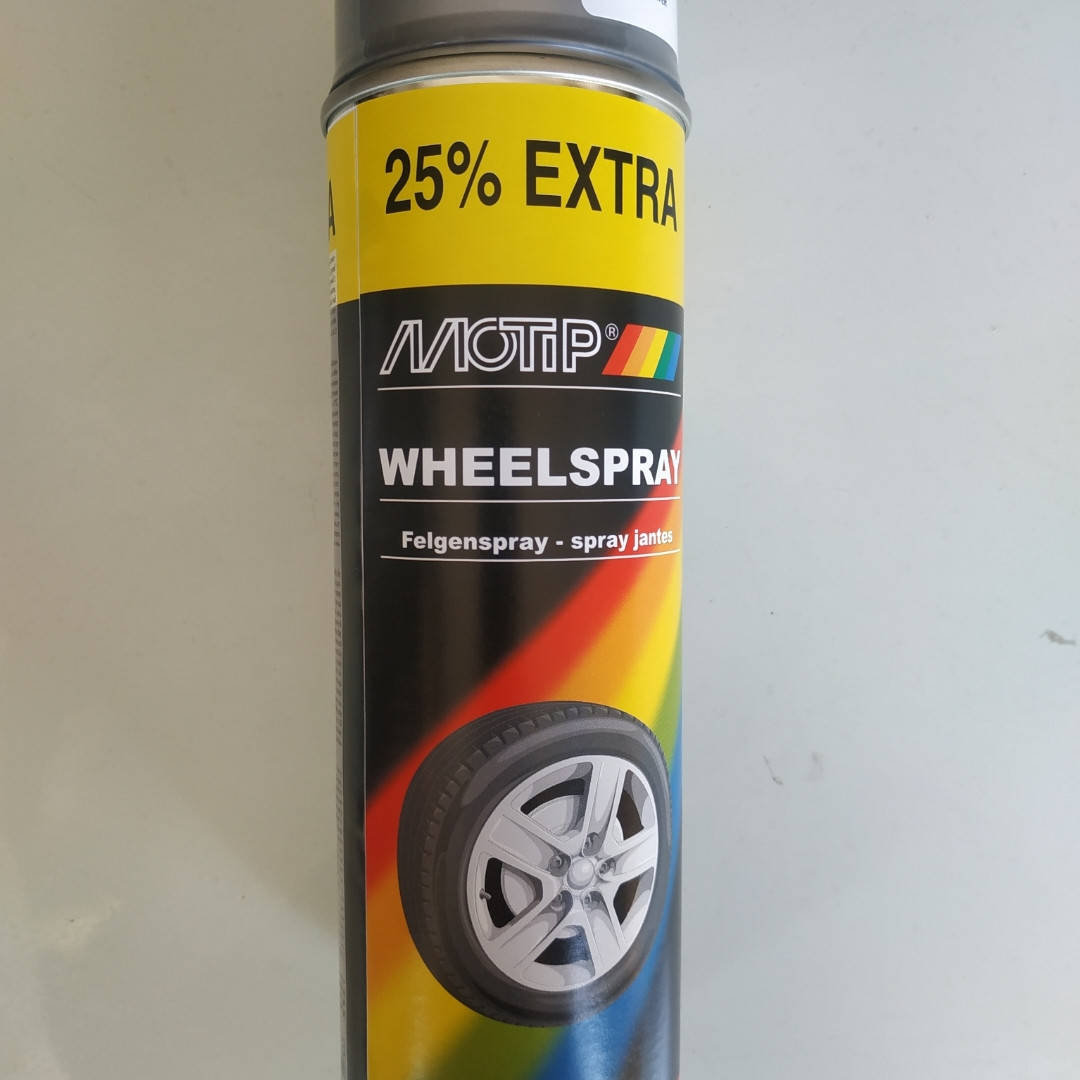 25% EXTRA
MOTIP®
WHEELSPRAY
Felgenspray - spray jantes